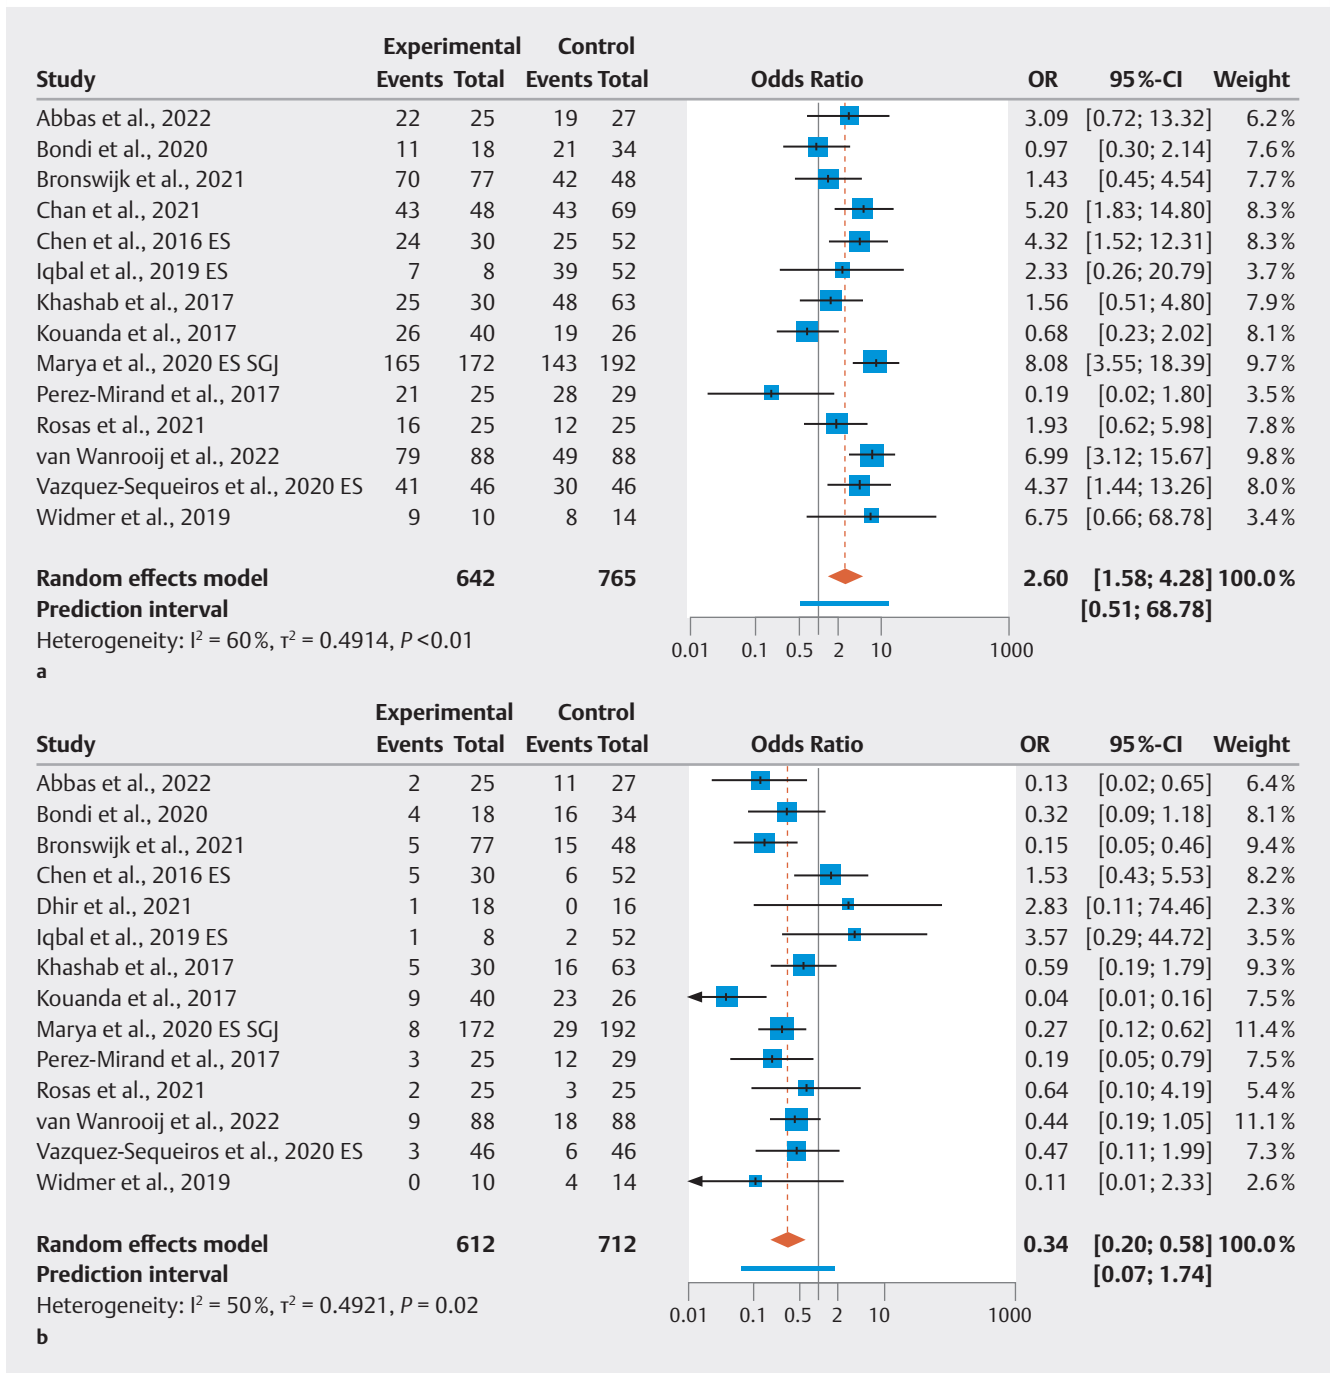 Experimental Control
Study Events Total Events Total Odds Ratio OR 95%-CI Weight
Abbas et al., 2022 22 25 19 27 3.09 [0.72; 13.32] 6.2%
Bondi et al., 2020 11 18 21 34 0.97 [0.30; 2.14] 7.6%
Bronswijk et al., 2021 70 77 42 48 1.43 [0.45; 4.54] 7.7%
Chan et al., 2021 43 48 43 69 5.20 [1.83; 14.80] 8.3%
Chen et al., 2016 ES 24 30 25 52 4.32 [1.52; 12.31] 8.3%
Iqbal et al., 2019 ES 7 8 39 52 2.33 [0.26; 20.79] 3.7%
Khashab et al., 2017 25 30 48 63 1.56 [0.51; 4.80] 7.9%
Kouanda et al., 2017 26 40 19 26 0.68 [0.23; 2.02] 8.1%
Marya et al., 2020 ES SGJ 165 172 143 192 8.08 [3.55; 18.39] 9.7%
Perez-Mirand et al., 2017 21 25 28 29 0.19 [0.02; 1.80] 3.5%
Rosas et al., 2021 16 25 12 25 1.93 [0.62; 5.98] 7.8%
van Wanrooij et al., 2022 79 88 49 88 6.99 [3.12; 15.67] 9.8%
Vazquez-Sequeiros et al., 2020 ES 41 46 30 46 4.37 [1.44; 13.26] 8.0%
Widmer et al., 2019 9 10 8 14 6.75 [0.66; 68.78] 3.4%
Random effects model 642 765 2.60 [1.58; 4.28] 100.0%
Prediction interval [0.51; 68.78]
Heterogeneity: I² = 60%, τ² = 0.4914, P <0.01
0.01 0.1 0.5 2 10 1000
a
Experimental Control
Study Events Total Events Total Odds Ratio OR 95%-CI Weight
Abbas et al., 2022 2 25 11 27 0.13 [0.02; 0.65] 6.4%
Bondi et al., 2020 4 18 16 34 0.32 [0.09; 1.18] 8.1%
Bronswijk et al., 2021 5 77 15 48 0.15 [0.05; 0.46] 9.4%
Chen et al., 2016 ES 5 30 6 52 1.53 [0.43; 5.53] 8.2%
Dhir et al., 2021 1 18 0 16 2.83 [0.11; 74.46] 2.3%
Iqbal et al., 2019 ES 1 8 2 52 3.57 [0.29; 44.72] 3.5%
Khashab et al., 2017 5 30 16 63 0.59 [0.19; 1.79] 9.3%
Kouanda et al., 2017 9 40 23 26 0.04 [0.01; 0.16] 7.5%
Marya et al., 2020 ES SGJ 8 172 29 192 0.27 [0.12; 0.62] 11.4%
Perez-Mirand et al., 2017 3 25 12 29 0.19 [0.05; 0.79] 7.5%
Rosas et al., 2021 2 25 3 25 0.64 [0.10; 4.19] 5.4%
van Wanrooij et al., 2022 9 88 18 88 0.44 [0.19; 1.05] 11.1%
Vazquez-Sequeiros et al., 2020 ES 3 46 6 46 0.47 [0.11; 1.99] 7.3%
Widmer et al., 2019 0 10 4 14 0.11 [0.01; 2.33] 2.6%
Random effects model 612 712 0.34 [0.20; 0.58] 100.0%
Prediction interval [0.07; 1.74]
Heterogeneity: I² = 50%, τ² = 0.4921, P = 0.02
0.01 0.1 0.5 2 10 1000
b